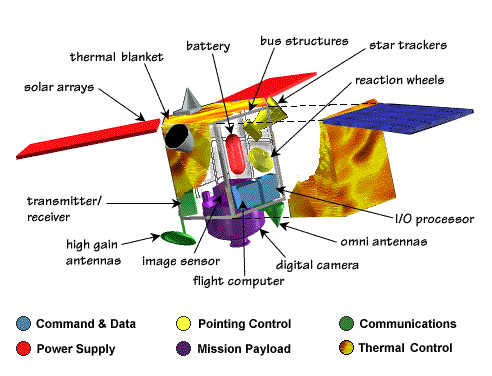 battery
bus structures
star trackers
thermal blanket
reaction wheels
solar arrays
transmitter/
receiver
I/O processor
high gain
antennas
image sensor
omni antennas
digital camera
flight computer
Command & Data
Pointing Control
Communications
Power Supply
Mission Payload
Thermal Control